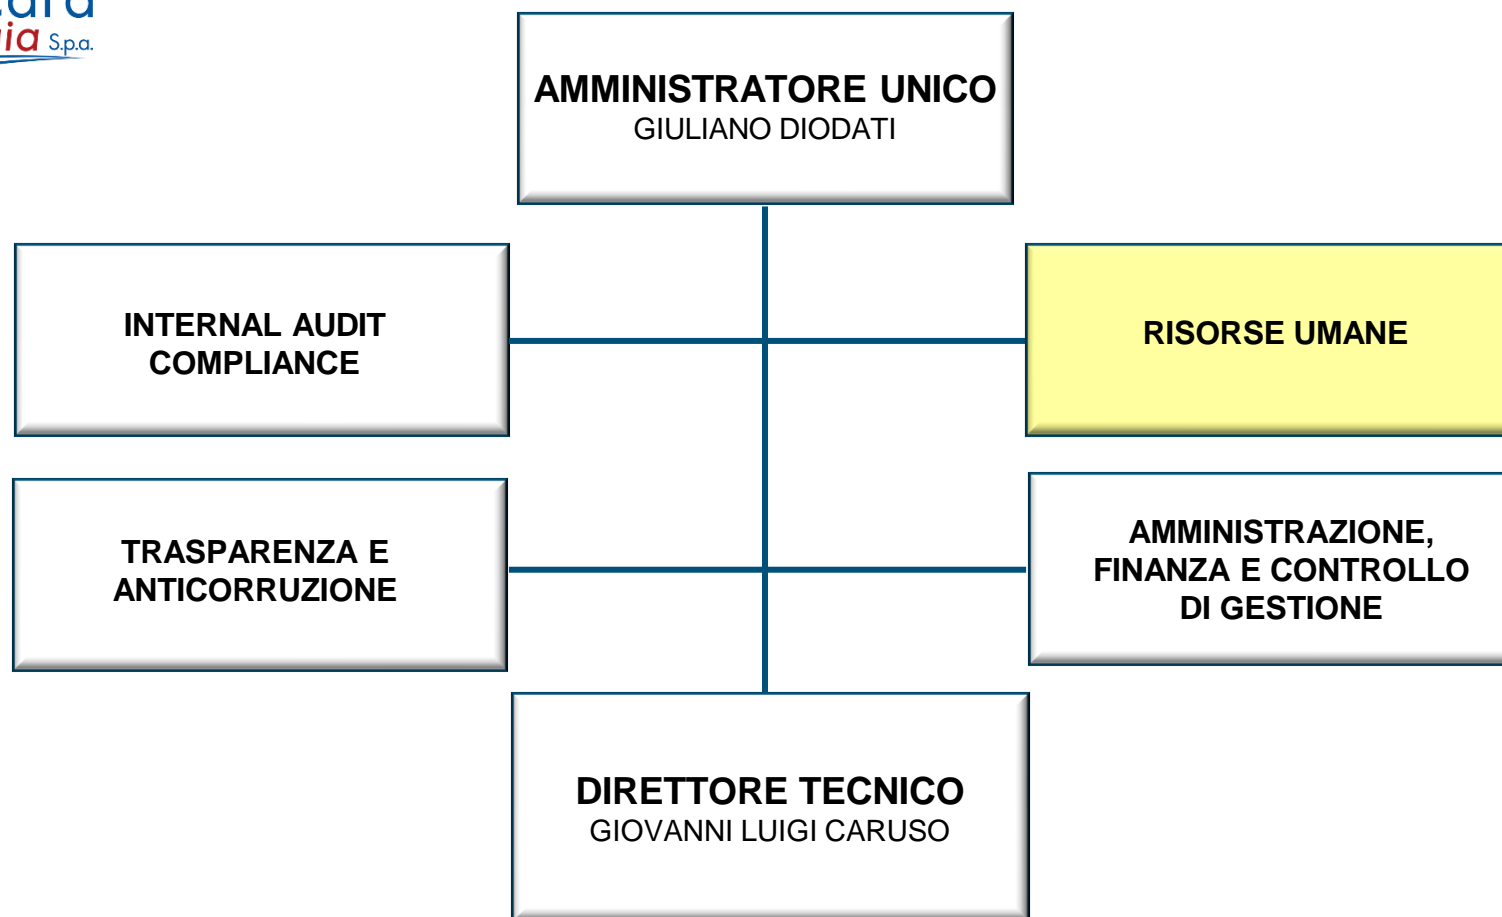 S.p.a.
AMMINISTRATORE UNICO
GIULIANO DIODATI
INTERNAL AUDIT
COMPLIANCE
RISORSE UMANE
TRASPARENZA E
ANTICORRUZIONE
AMMINISTRAZIONE,
FINANZA E CONTROLLO
DI GESTIONE
DIRETTORE TECNICO
GIOVANNI LUIGI CARUSO